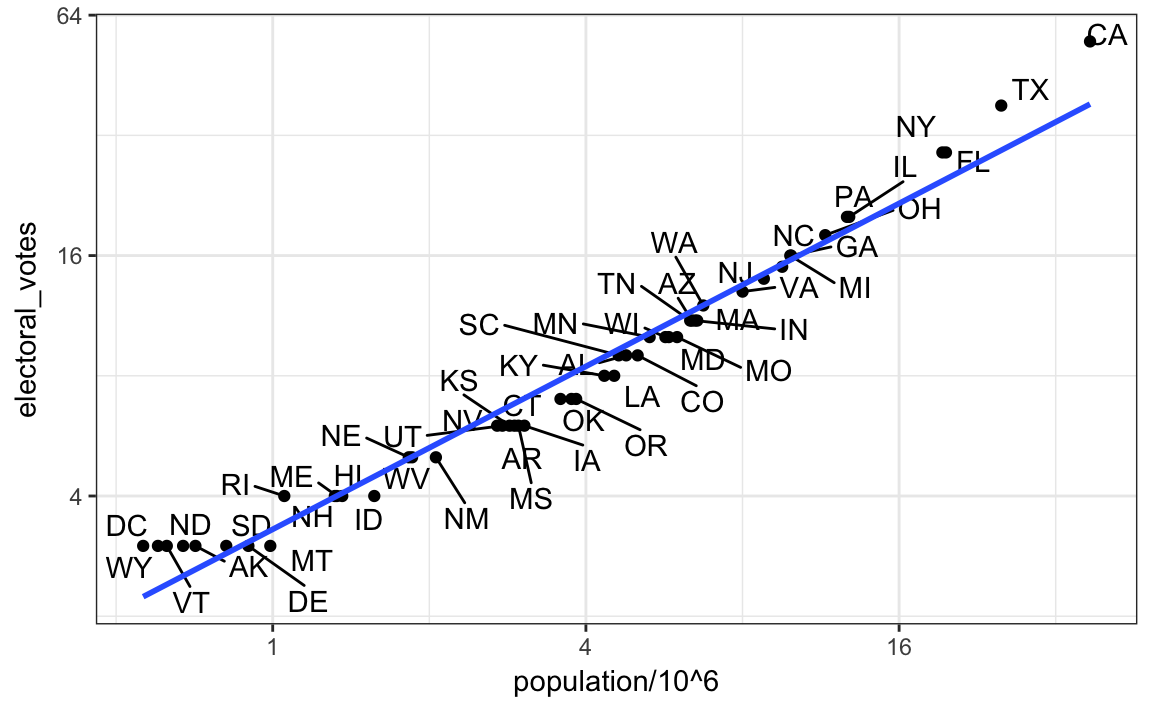 64
CA
TX
NY
FL
IL
PA
OH
WA
NC
GA
16
TN
AZ
NJ
VA
MI
SC
MN
WI
MA
IN
KY
AL
MD
MO
KS
LA
CO
NV
CT
OK
NE
UT
OR
AR
IA
RI
ME
HI
WV
MS
4
NH
ID
NM
DC
ND
SD
WY
AK
MT
VT
DE
1
4
16
electoral_votes
population/10^6